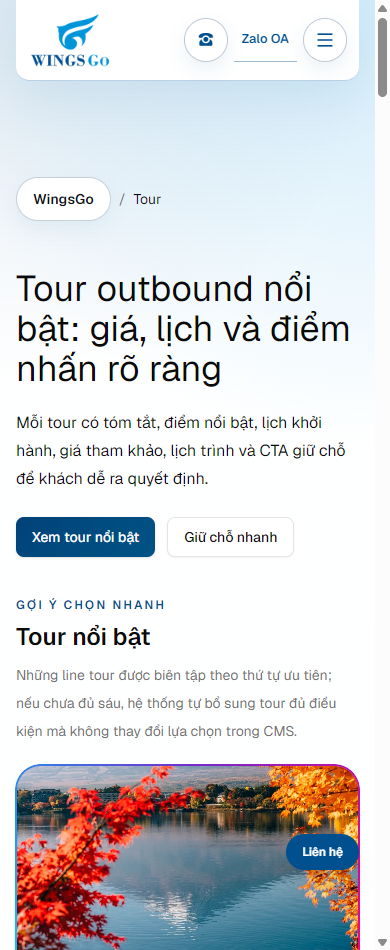 WINGS Go
Zalo OA
WingsGo / Tour
Tour outbound nổi
bật: giá, lịch và điểm
nhấn rõ ràng
Mỗi tour có tóm tắt, điểm nổi bật, lịch khởi
hành, giá tham khảo, lịch trình và CTA giữ chỗ
để khách dễ ra quyết định.
Xem tour nổi bật
Giữ chỗ nhanh
GỢI Ý CHỌN NHANH
Tour nổi bật
Những line tour được biên tập theo thứ tự ưu tiên;
nếu chưa đủ sáu, hệ thống tự bổ sung tour đủ điều
kiện mà không thay đổi lựa chọn trong CMS.
Liên hệ